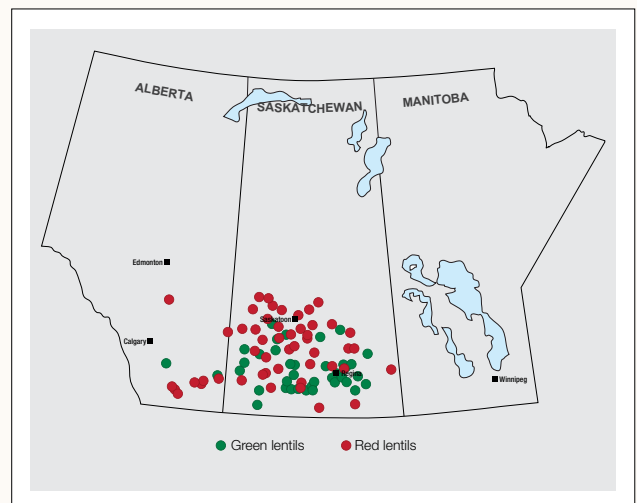 ALBERTA
SASKATCHEWAN
MANITOBA
Edmonton
Saskatoon
Calgary
Regina
Winnipeg
Green lentils
Red lentils